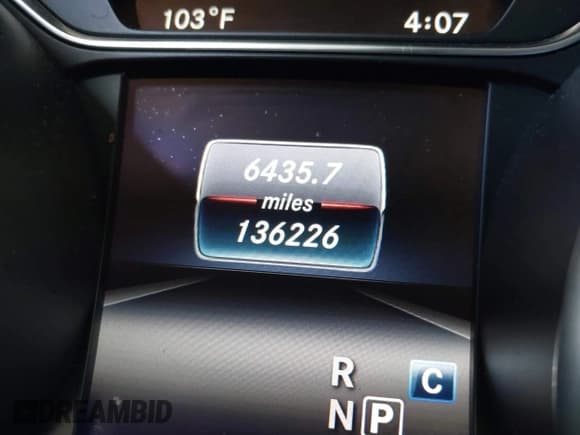 103°F 4:07
6435.7
miles
136226
R C
N P
DREAMBID